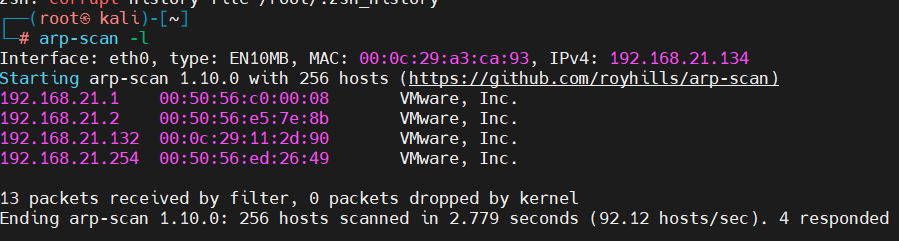 zsh: corrupt history file /root/.zsh_history
┌──(root㉿ kali)-[~]
└─# arp-scan -l
Interface: eth0, type: EN10MB, MAC: 00:0c:29:a3:ca:93, IPv4: 192.168.21.134
Starting arp-scan 1.10.0 with 256 hosts (https://github.com/royhills/arp-scan)
192.168.21.1    00:50:56:c0:00:08       VMware, Inc.
192.168.21.2    00:50:56:e5:7e:8b       VMware, Inc.
192.168.21.132  00:0c:29:11:2d:90       VMware, Inc.
192.168.21.254  00:50:56:ed:26:49       VMware, Inc.
13 packets received by filter, 0 packets dropped by kernel
Ending arp-scan 1.10.0: 256 hosts scanned in 2.779 seconds (92.12 hosts/sec). 4 responded